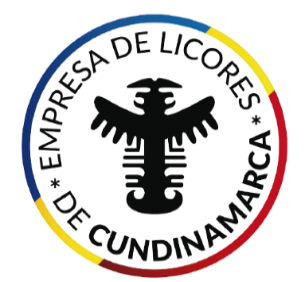 EMPRESA DE LICORES
* DE CUNDINAMARCA *